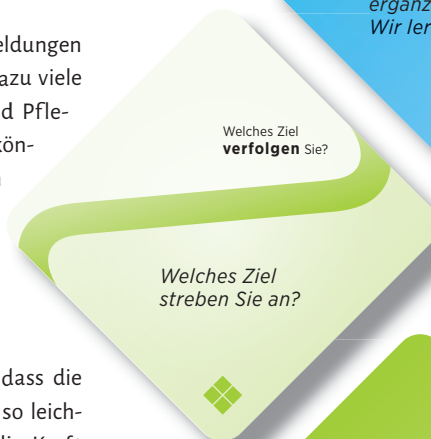 eldungen
azu viele
d Pfle-
kön-
ergänz
Wir ler
Welches Ziel
verfolgen Sie?
Welches Ziel
streben Sie an?
dass die
so leich-